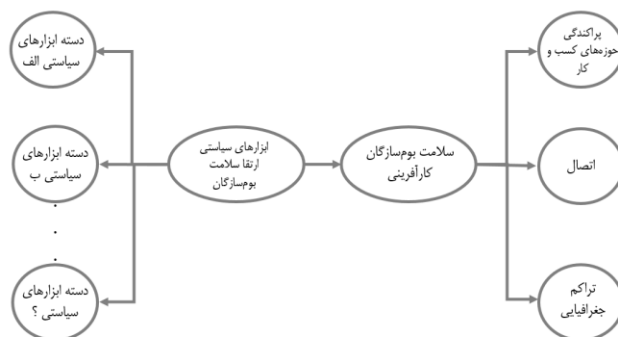 پراکندگی
حوزه‌های کسب و
کار
دسته ابزارهای
سیاستی الف
ابزارهای سیاستی
ارتقا سلامت
بوم‌سازگان
سلامت بوم‌سازگان
کارآفرینی
اتصال
دسته ابزارهای
سیاستی ب
.
.
.
تراکم
جغرافیایی
دسته ابزارهای
سیاستی ؟